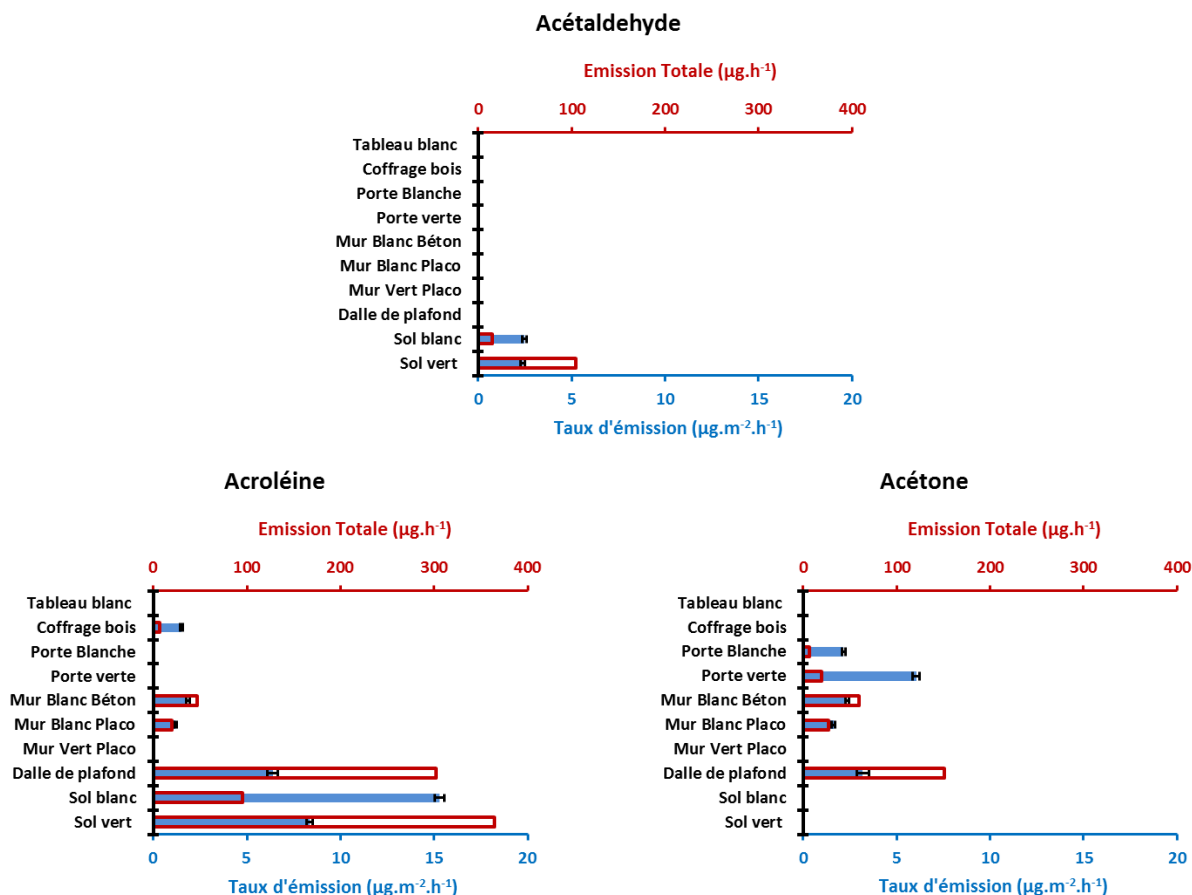 Acétaldehyde
Emission Totale (µg.h⁻¹)
0 100 200 300 400
Tableau blanc
Coffrage bois
Porte Blanche
Porte verte
Mur Blanc Béton
Mur Blanc Placo
Mur Vert Placo
Dalle de plafond
Sol blanc
Sol vert
0 5 10 15 20
Taux d'émission (µg.m⁻².h⁻¹)
Acroléine
Emission Totale (µg.h⁻¹)
0 100 200 300 400
Tableau blanc
Coffrage bois
Porte Blanche
Porte verte
Mur Blanc Béton
Mur Blanc Placo
Mur Vert Placo
Dalle de plafond
Sol blanc
Sol vert
0 5 10 15 20
Taux d'émission (µg.m⁻².h⁻¹)
Acétone
Emission Totale (µg.h⁻¹)
0 100 200 300 400
Tableau blanc
Coffrage bois
Porte Blanche
Porte verte
Mur Blanc Béton
Mur Blanc Placo
Mur Vert Placo
Dalle de plafond
Sol blanc
Sol vert
0 5 10 15 20
Taux d'émission (µg.m⁻².h⁻¹)